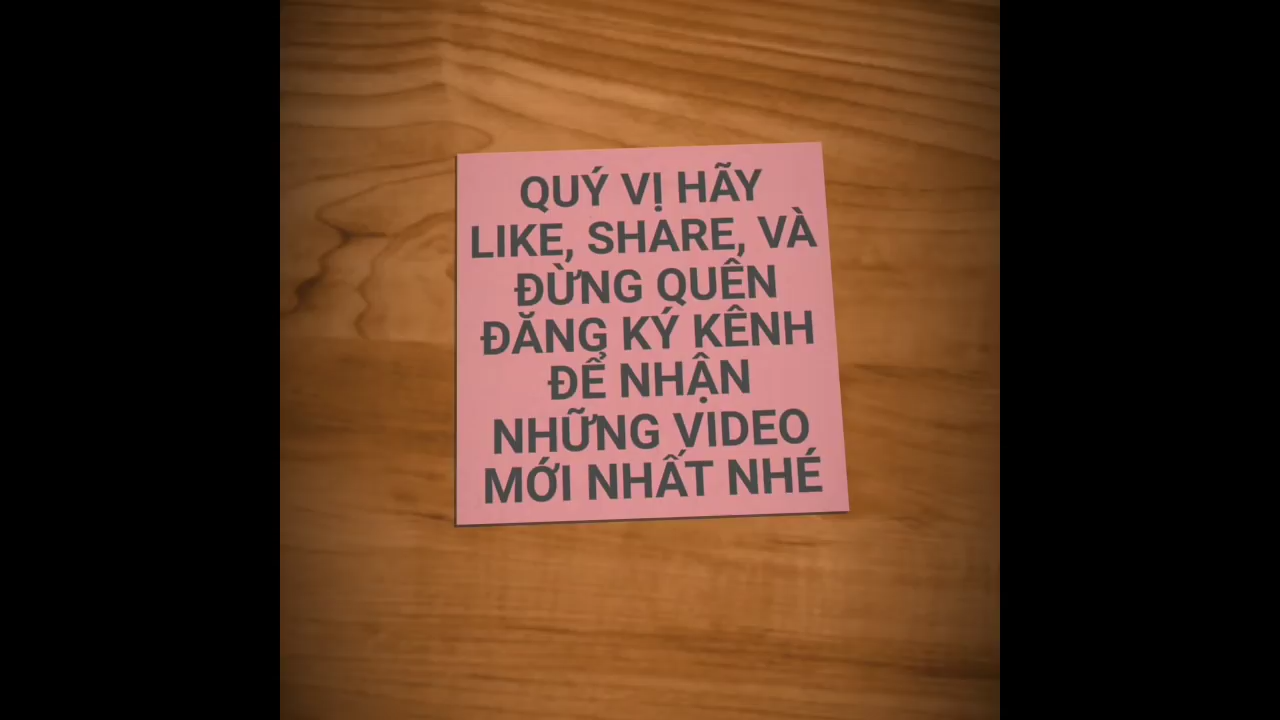 QUÝ VỊ HÃY
LIKE, SHARE, VÀ
ĐỪNG QUÊN
ĐĂNG KÝ KÊNH
ĐỂ NHẬN
NHỮNG VIDEO
MỚI NHẤT NHÉ